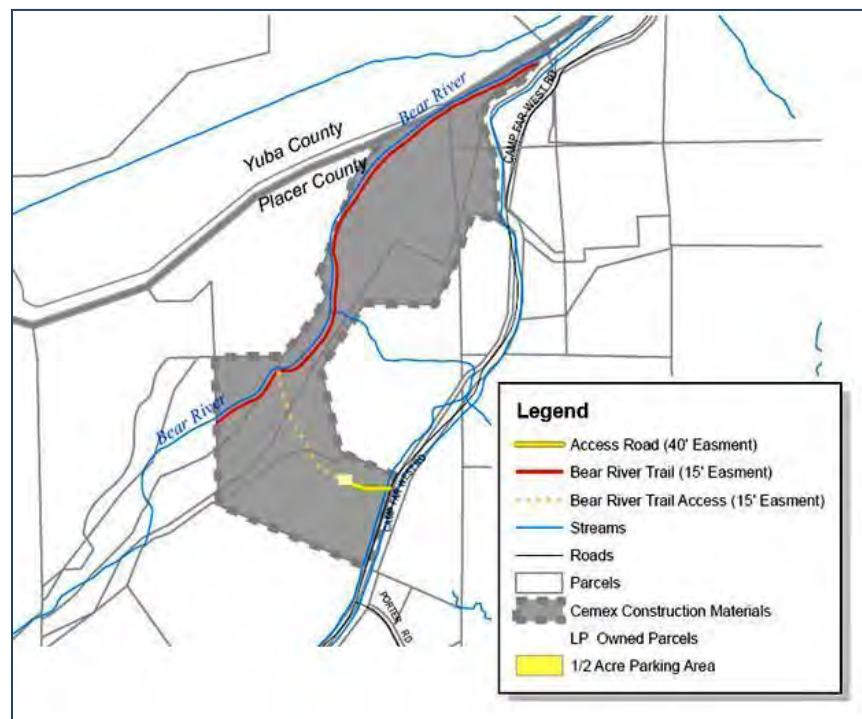 Bear River
CAMP FAR WEST RD
Yuba County
Placer County
Bear River
CAMP FAR WEST RD
PORTER RD
Legend
Access Road (40' Easment)
Bear River Trail (15' Easment)
Bear River Trail Access (15' Easment)
Streams
Roads
Parcels
Cemex Construction Materials
LP Owned Parcels
1/2 Acre Parking Area